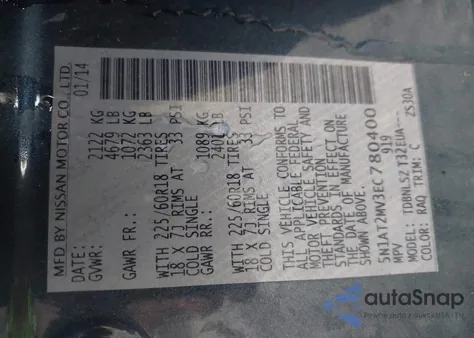 MFD BY NISSAN MOTOR CO., LTD.
DATE: 01/14
GVWR: 2122 KG
4679 LB
GAWR FR.: 1072 KG
2363 LB
WITH 225/60R18 TIRES
18 X 7J RIMS AT 33 PSI
COLD SINGLE
GAWR RR.: 1089 KG
LB
WITH 225/60R18 TIRES
18 X 7J RIMS AT 33 PSI
COLD SINGLE
THIS VEHICLE CONFORMS TO
ALL APPLICABLE FEDERAL
MOTOR VEHICLE SAFETY AND
THEFT PREVENTION
STANDARDS IN EFFECT ON
THE DATE OF MANUFACTURE
SHOWN ABOVE.
5N1AT2MV3EC780400
MPV 919
MODEL: TDBNLSZ T32EUA--- ZS30A
COLOR: RAQ TRIM: C
autoSnap